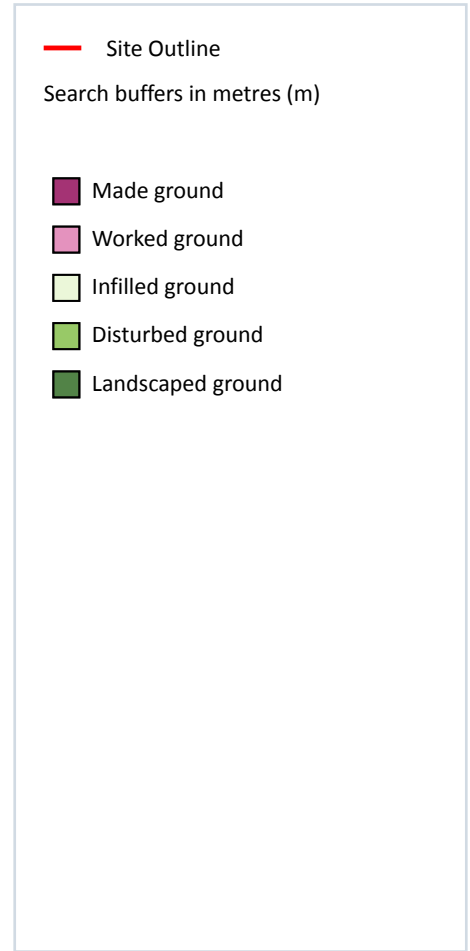 Site Outline
Search buffers in metres (m)
Made ground
Worked ground
Infilled ground
Disturbed ground
Landscaped ground